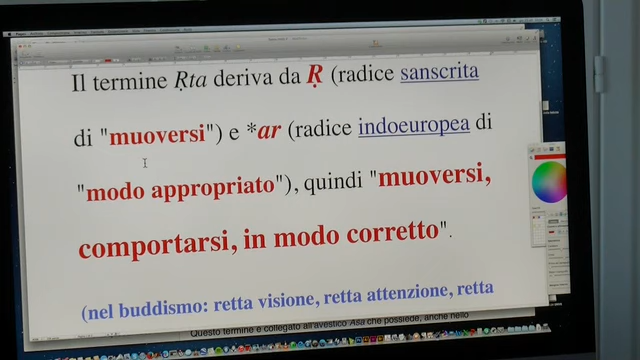 Il termine Ṛta deriva da Ṛ (radice sanscrita
di "muoversi") e *ar (radice indoeuropea di
"modo appropriato"), quindi "muoversi,
comportarsi, in modo corretto".
(nel buddismo: retta visione, retta attenzione, retta
Questo termine è collegato all'avestico Aša che possiede, anche nello